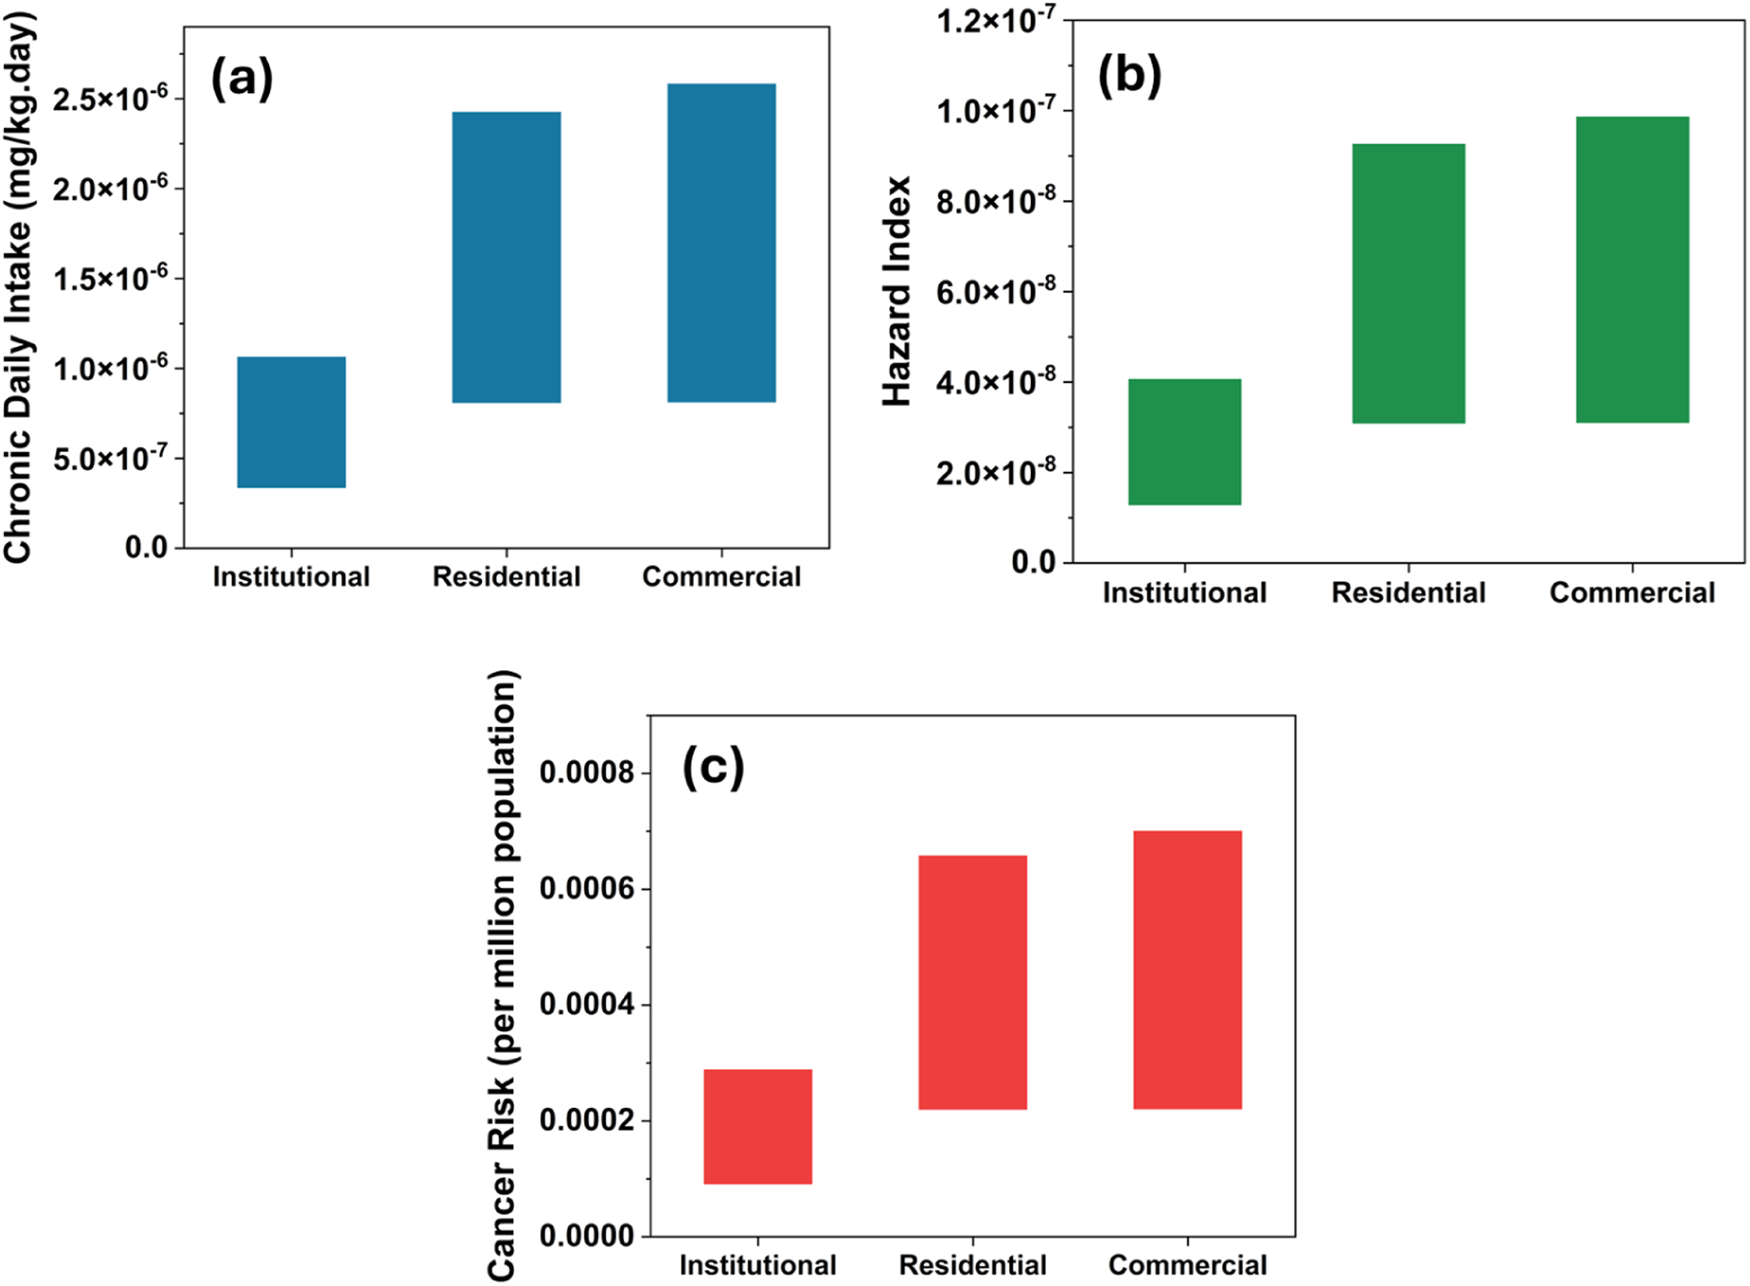 (a)
Chronic Daily Intake (mg/kg.day)
2.5×10⁻⁶
2.0×10⁻⁶
1.5×10⁻⁶
1.0×10⁻⁶
5.0×10⁻⁷
0.0
Institutional Residential Commercial
(b)
Hazard Index
1.2×10⁻⁷
1.0×10⁻⁷
8.0×10⁻⁸
6.0×10⁻⁸
4.0×10⁻⁸
2.0×10⁻⁸
0.0
Institutional Residential Commercial
(c)
Cancer Risk (per million population)
0.0008
0.0006
0.0004
0.0002
0.0000
Institutional Residential Commercial